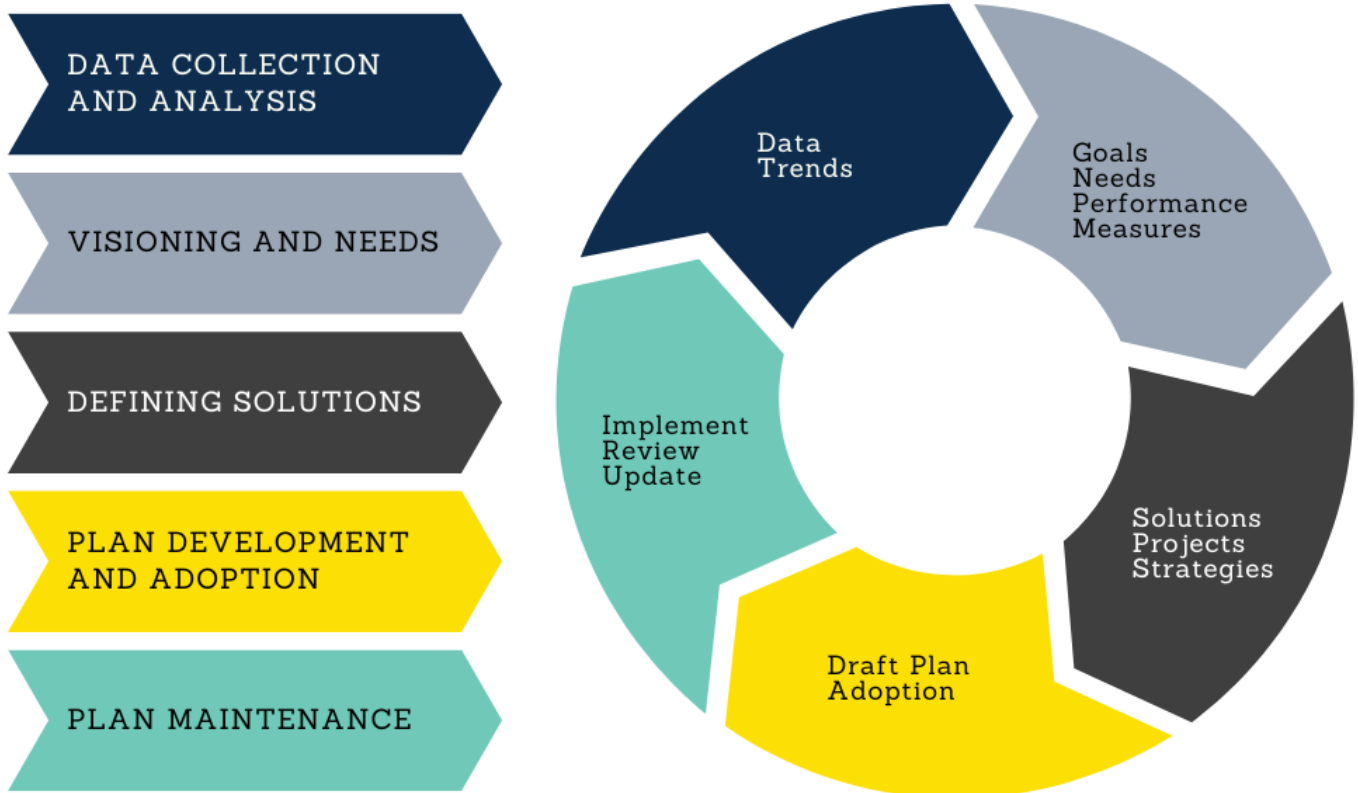 DATA COLLECTION
AND ANALYSIS
VISIONING AND NEEDS
DEFINING SOLUTIONS
PLAN DEVELOPMENT
AND ADOPTION
PLAN MAINTENANCE
Data
Trends
Goals
Needs
Performance
Measures
Solutions
Projects
Strategies
Draft Plan
Adoption
Implement
Review
Update